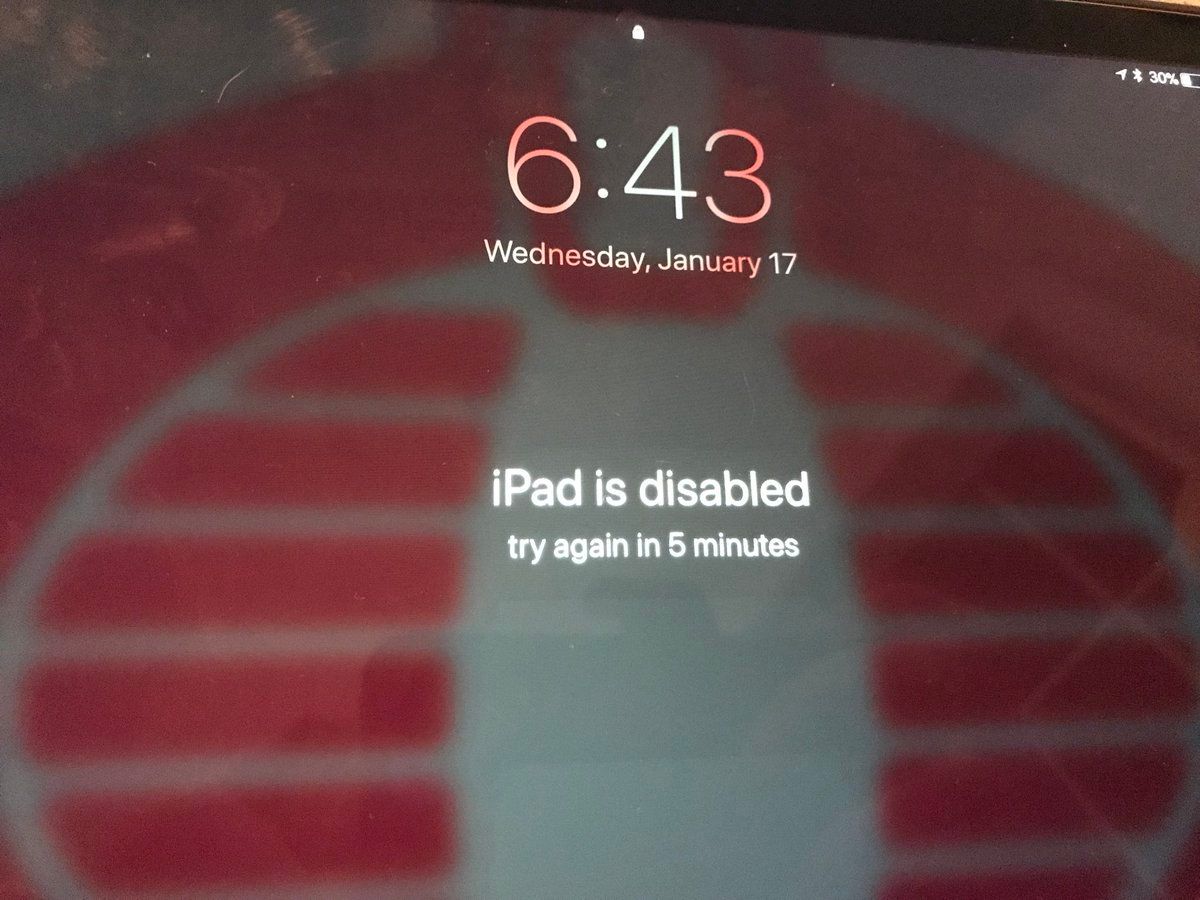 30%
6:43
Wednesday, January 17
iPad is disabled
try again in 5 minutes